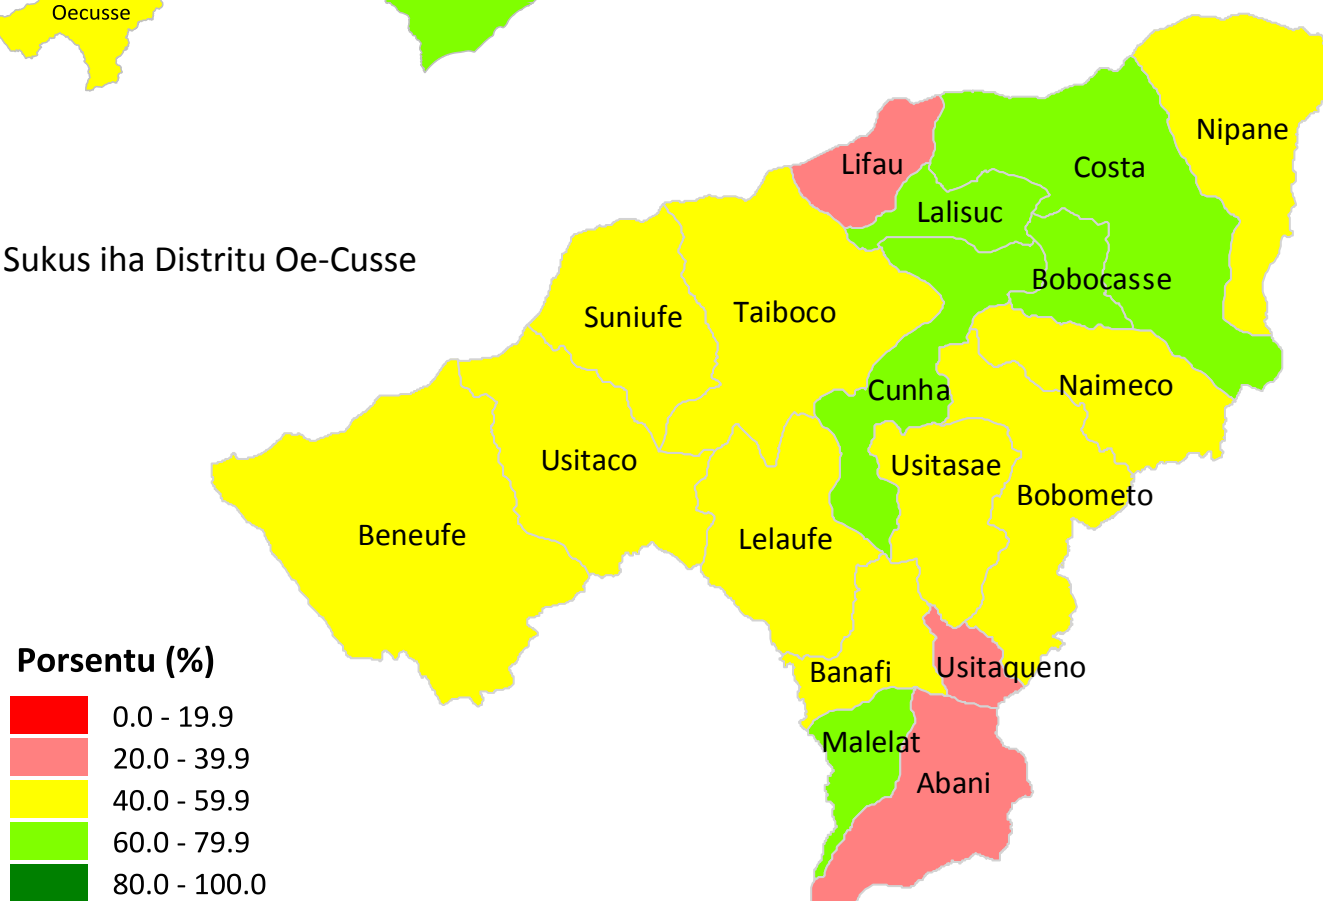 Oecusse
Nipane
Lifau
Costa
Lalisuc
Sukus iha Distritu Oe-Cusse
Bobocasse
Suniufe
Taiboco
Cunha
Naimeco
Usitaco
Usitasae
Bobometo
Beneufe
Lelaufe
Banafi
Usitaqueno
Malelat
Abani
Porsentu (%)
0.0 - 19.9
20.0 - 39.9
40.0 - 59.9
60.0 - 79.9
80.0 - 100.0